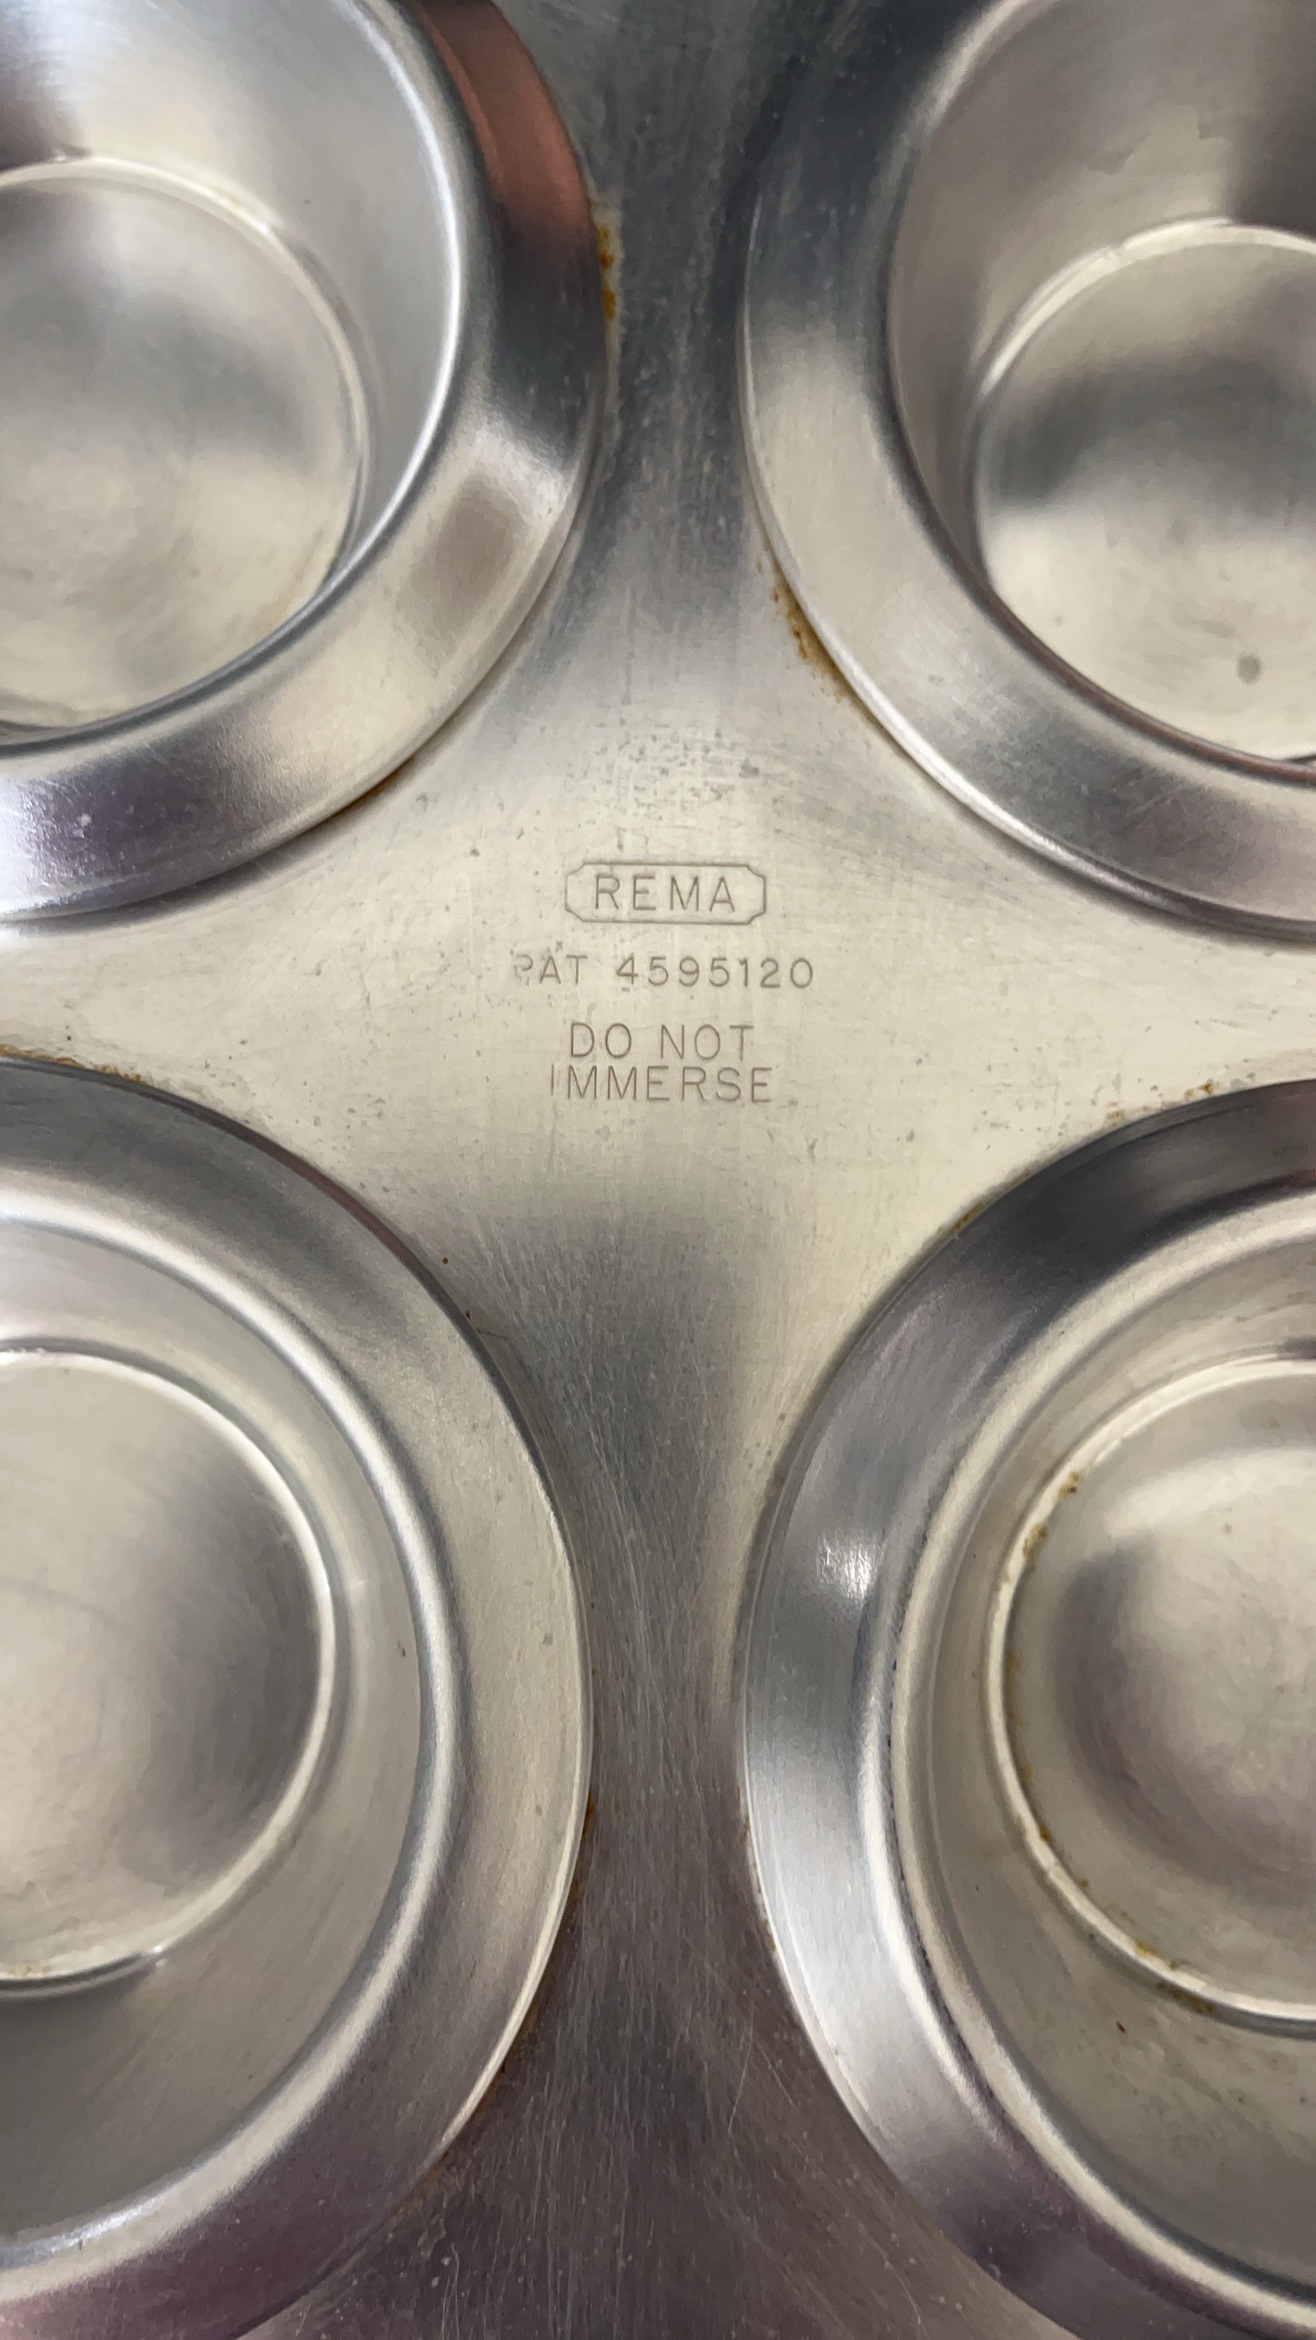 REMA
PAT 4595120
DO NOT
IMMERSE